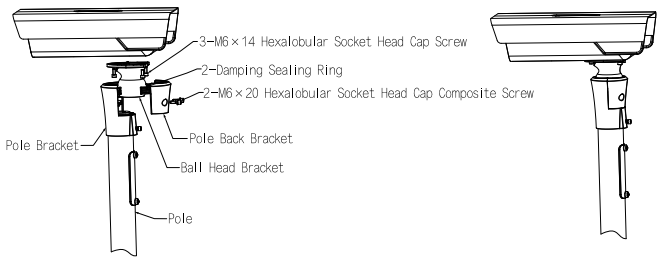 3-M6×14 Hexalobular Socket Head Cap Screw
2-Damping Sealing Ring
2-M6×20 Hexalobular Socket Head Cap Composite Screw
Pole Back Bracket
Pole Bracket
Ball Head Bracket
Pole